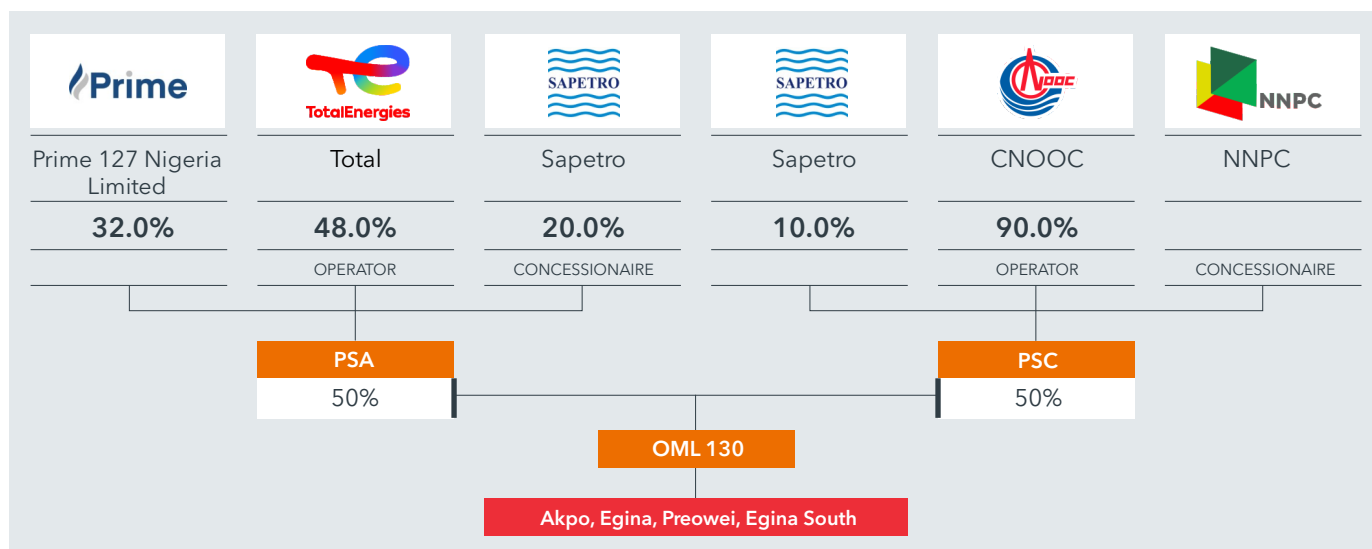 Prime
TotalEnergies
SAPETRO
SAPETRO
CNOOC
NNPC
Prime 127 Nigeria
Limited
Total
Sapetro
Sapetro
CNOOC
NNPC
32.0%
48.0%
20.0%
10.0%
90.0%
OPERATOR
CONCESSIONAIRE
OPERATOR
CONCESSIONAIRE
PSA
PSC
50%
50%
OML 130
Akpo, Egina, Preowei, Egina South